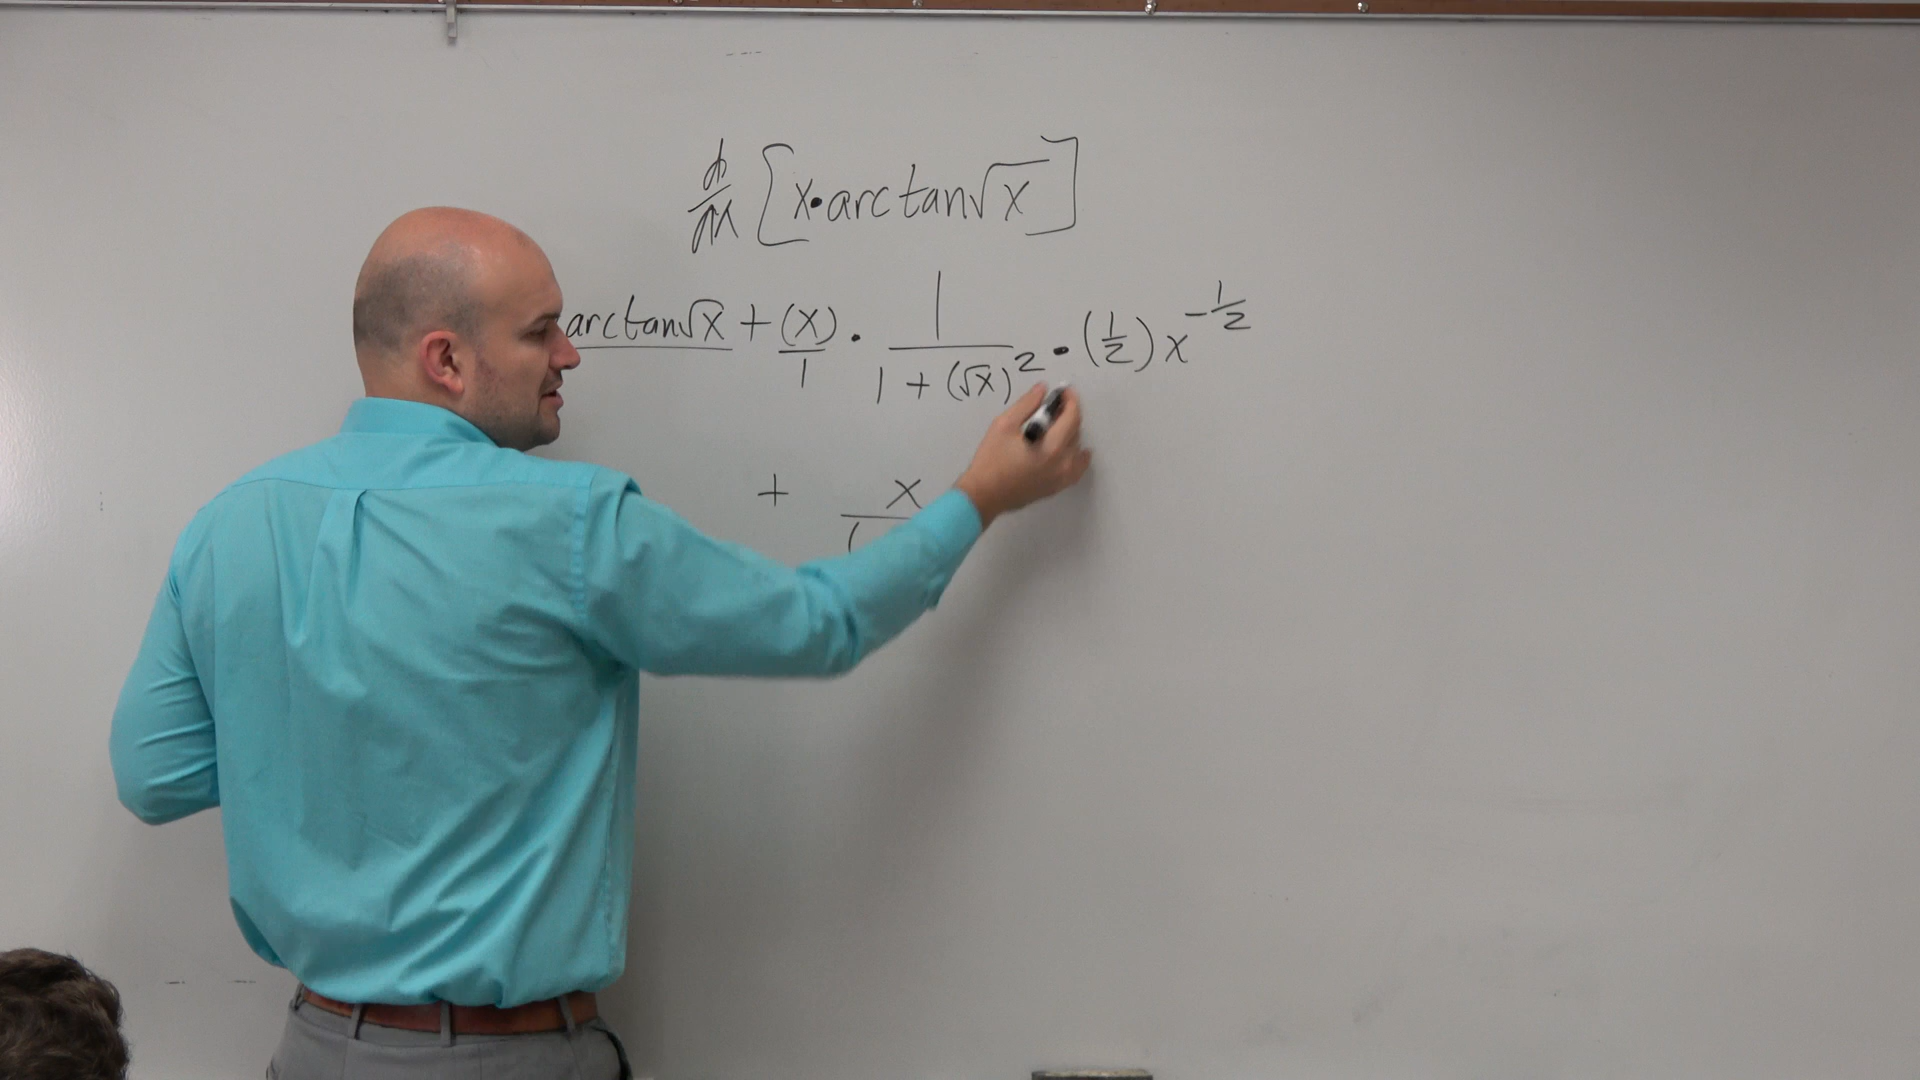 d/dx [x·arctan√x]
arctan√x + (x)/1 · 1/(1 + (√x)²) · (1/2) x^(-1/2)
+ x/(